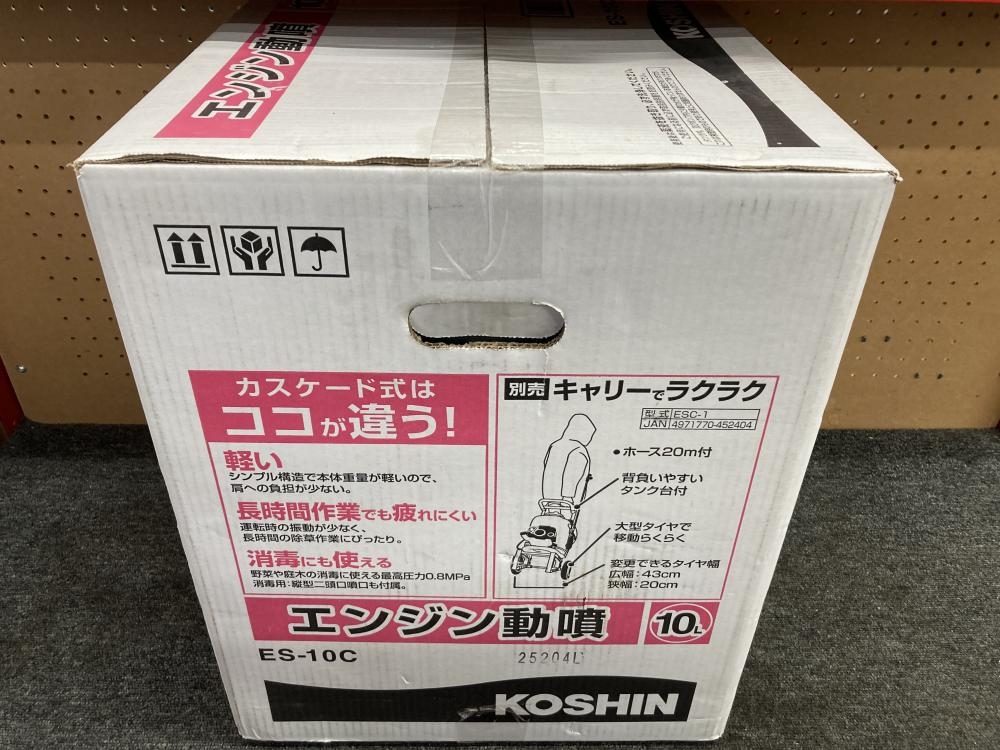 エンジン動噴
KOSHIN
カスケード式は
ココが違う!
軽い
シンプル構造で本体重量が軽いので、
肩への負担が少ない。
長時間作業でも疲れにくい
運転時の振動が少なく、
長時間の除草作業にぴったり。
消毒にも使える
野菜や庭木の消毒に使える最高圧力0.8MPa
消毒用:縦型二頭口噴口も付属。
別売 キャリーでラクラク
型式 ESC-1
JAN 4971770-452404
•ホース20m付
背負いやすい
タンク台付
大型タイヤで
移動らくらく
変更できるタイヤ幅
広幅:43cm
狭幅:20cm
エンジン動噴 10L
ES-10C
25204L
KOSHIN